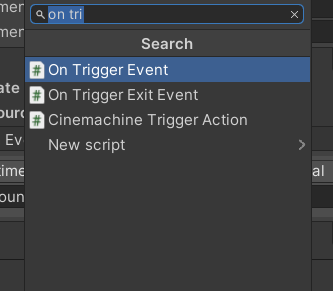 on tri
Search
On Trigger Event
On Trigger Exit Event
Cinemachine Trigger Action
New script